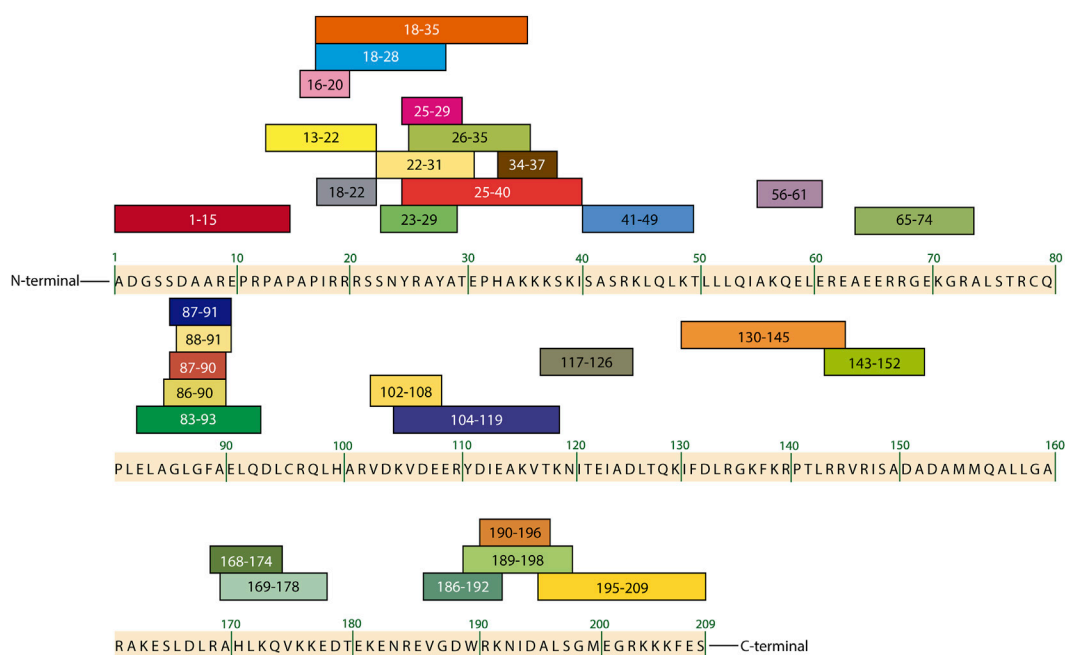 18-35
18-28
16-20
25-29
13-22 26-35
22-31 34-37
18-22 25-40 56-61
1-15 23-29 41-49 65-74
1 10 20 30 40 50 60 70 80
N-terminal ADGSSDAAREPRPAPAPIRRRSSNYRAYATEPHAKKKSKISASRKLQLKTLLLQIAKQELEREAEERRGEKGRALSTRCQ
87-91
88-91 130-145
87-90 117-126 143-152
86-90 102-108
83-93 104-119
90 100 110 120 130 140 150 160
PLELAGLGFAELQDLCRQLHARVDKVDEERYDIEAKVTKNITEIADLTQKIFDLRGKFKRPTLRRVRISADADAMMQALLGA
190-196
168-174 189-198
169-178 186-192 195-209
170 180 190 200 209
RAKESLDLRAHLKQVKKEDTEKENREVGDWRKNIDALSGMEGRKKKFES C-terminal